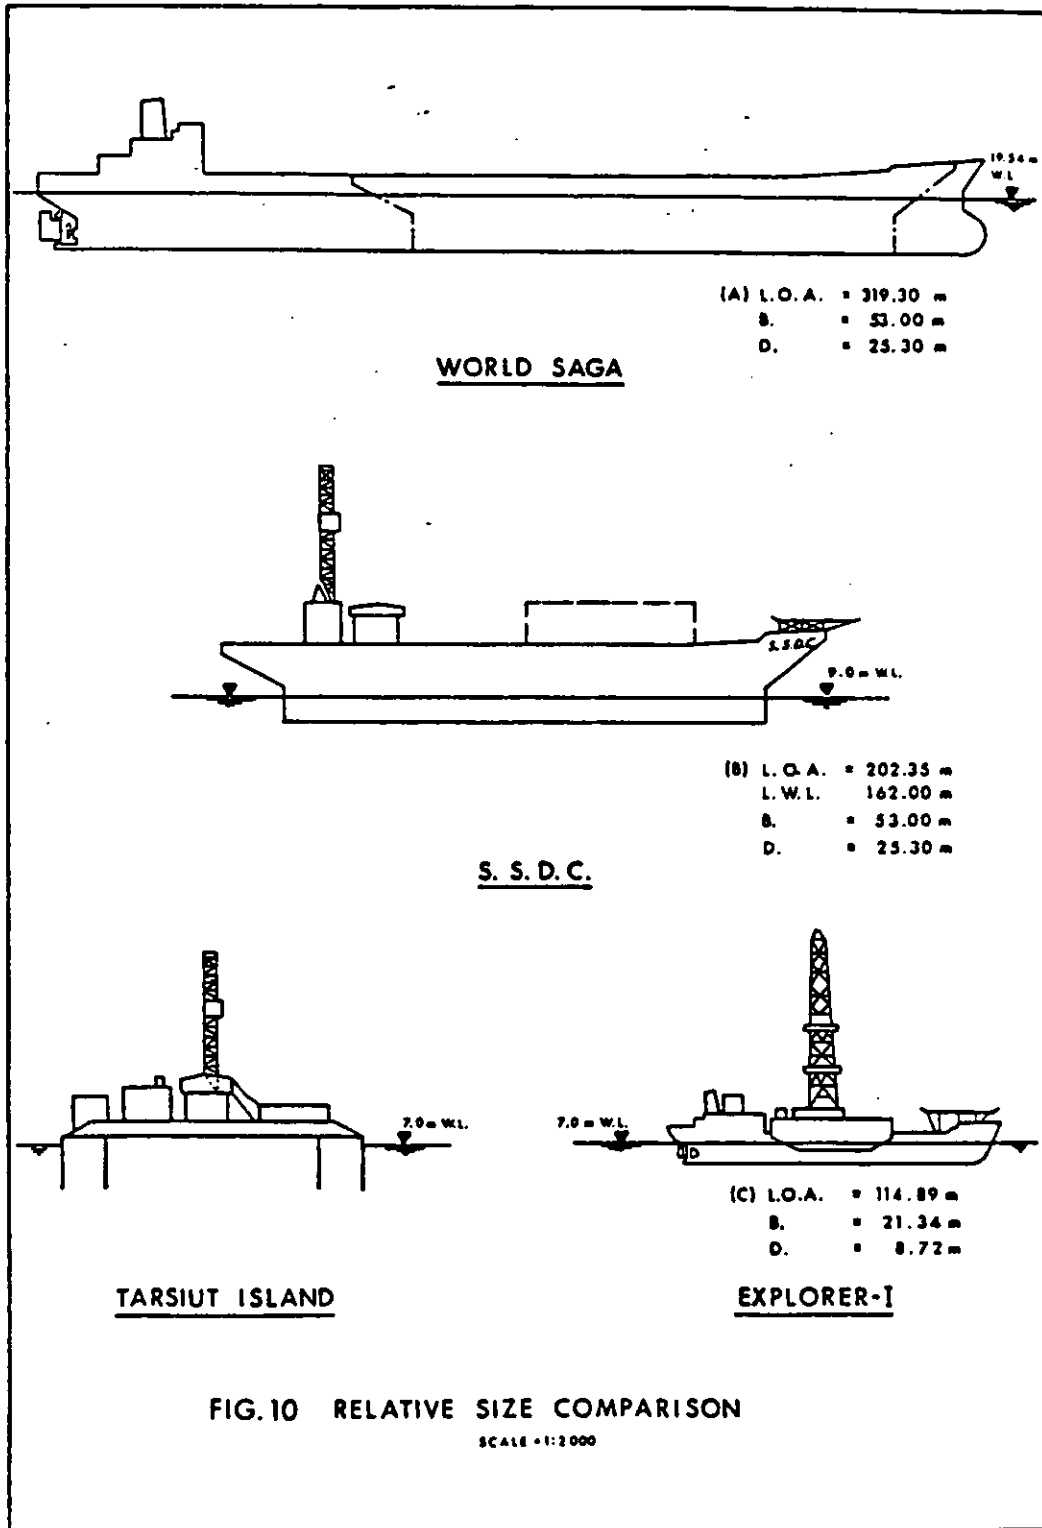 19.54 m
W.L
(A) L.O.A. = 319.30 m
B. = 53.00 m
D. = 25.30 m
WORLD SAGA
S.S.D.C.
9.0 m W.L.
(B) L.O.A. = 202.35 m
L.W.L. 162.00 m
B. = 53.00 m
D. = 25.30 m
S. S. D. C.
7.0 m W.L.
7.0 m W.L.
D
(C) L.O.A. = 114.89 m
B. = 21.34 m
D. = 8.72 m
TARSIUT ISLAND
EXPLORER-I
FIG. 10 RELATIVE SIZE COMPARISON
SCALE = 1:2000